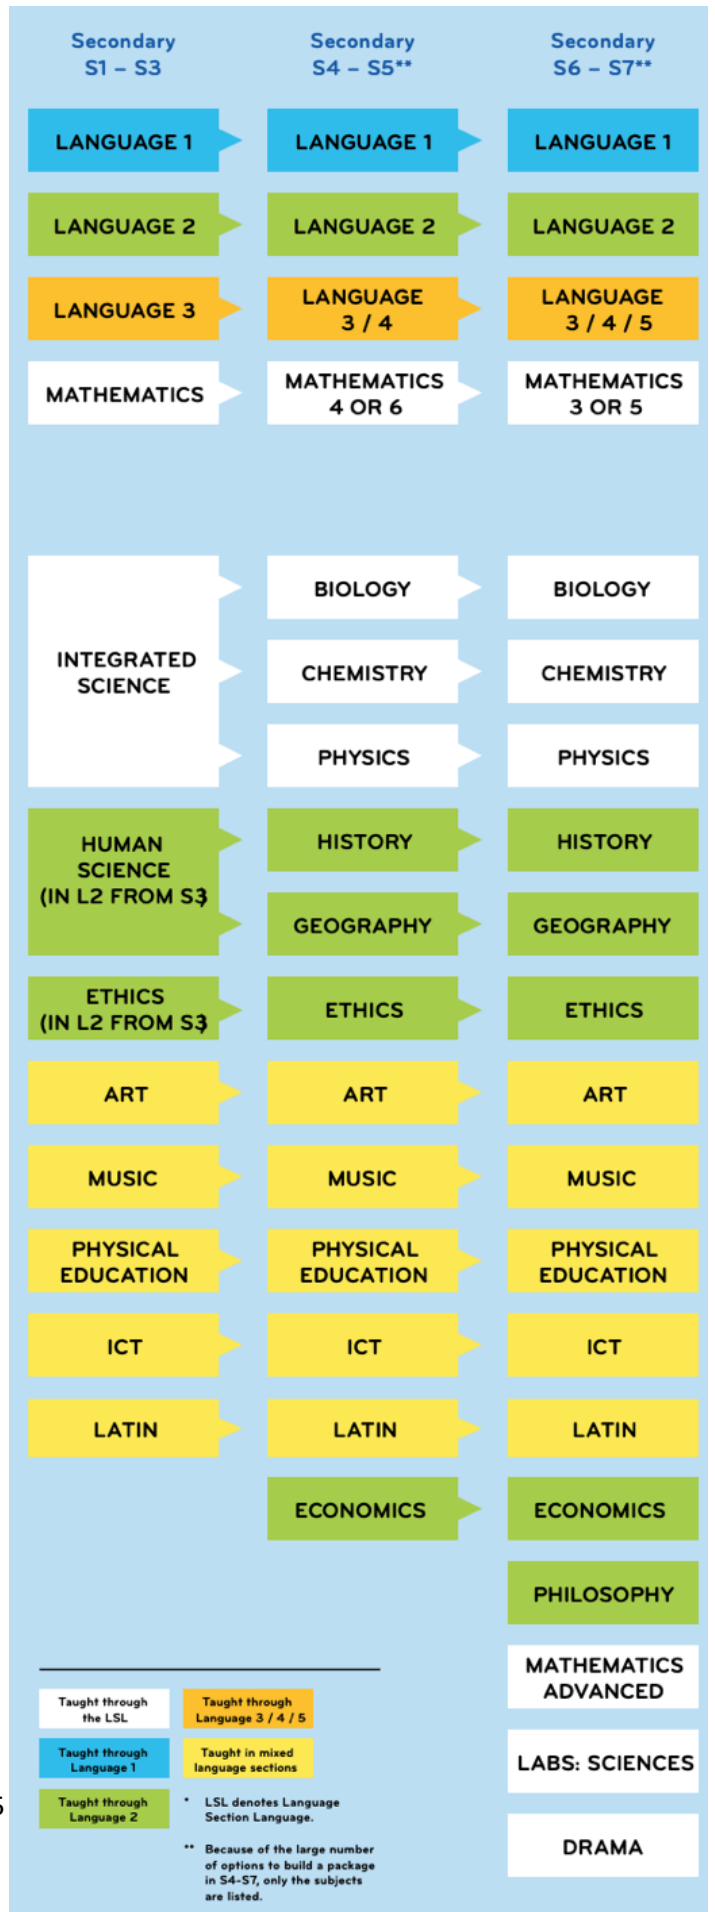 Secondary
S1 – S3
Secondary
S4 – S5**
Secondary
S6 – S7**
LANGUAGE 1
LANGUAGE 1
LANGUAGE 1
LANGUAGE 2
LANGUAGE 2
LANGUAGE 2
LANGUAGE 3
LANGUAGE
3 / 4
LANGUAGE
3 / 4 / 5
MATHEMATICS
MATHEMATICS
4 OR 6
MATHEMATICS
3 OR 5
INTEGRATED
SCIENCE
BIOLOGY
BIOLOGY
CHEMISTRY
CHEMISTRY
PHYSICS
PHYSICS
HUMAN
SCIENCE
(IN L2 FROM S3)
HISTORY
HISTORY
GEOGRAPHY
GEOGRAPHY
ETHICS
(IN L2 FROM S3)
ETHICS
ETHICS
ART
ART
ART
MUSIC
MUSIC
MUSIC
PHYSICAL
EDUCATION
PHYSICAL
EDUCATION
PHYSICAL
EDUCATION
ICT
ICT
ICT
LATIN
LATIN
LATIN
ECONOMICS
ECONOMICS
PHILOSOPHY
MATHEMATICS
ADVANCED
LABS: SCIENCES
DRAMA
Taught through
the LSL
Taught through
Language 3 / 4 / 5
Taught through
Language 1
Taught in mixed
language sections
Taught through
Language 2
* LSL denotes Language
Section Language.
** Because of the large number
of options to build a package
in S4-S7, only the subjects
are listed.